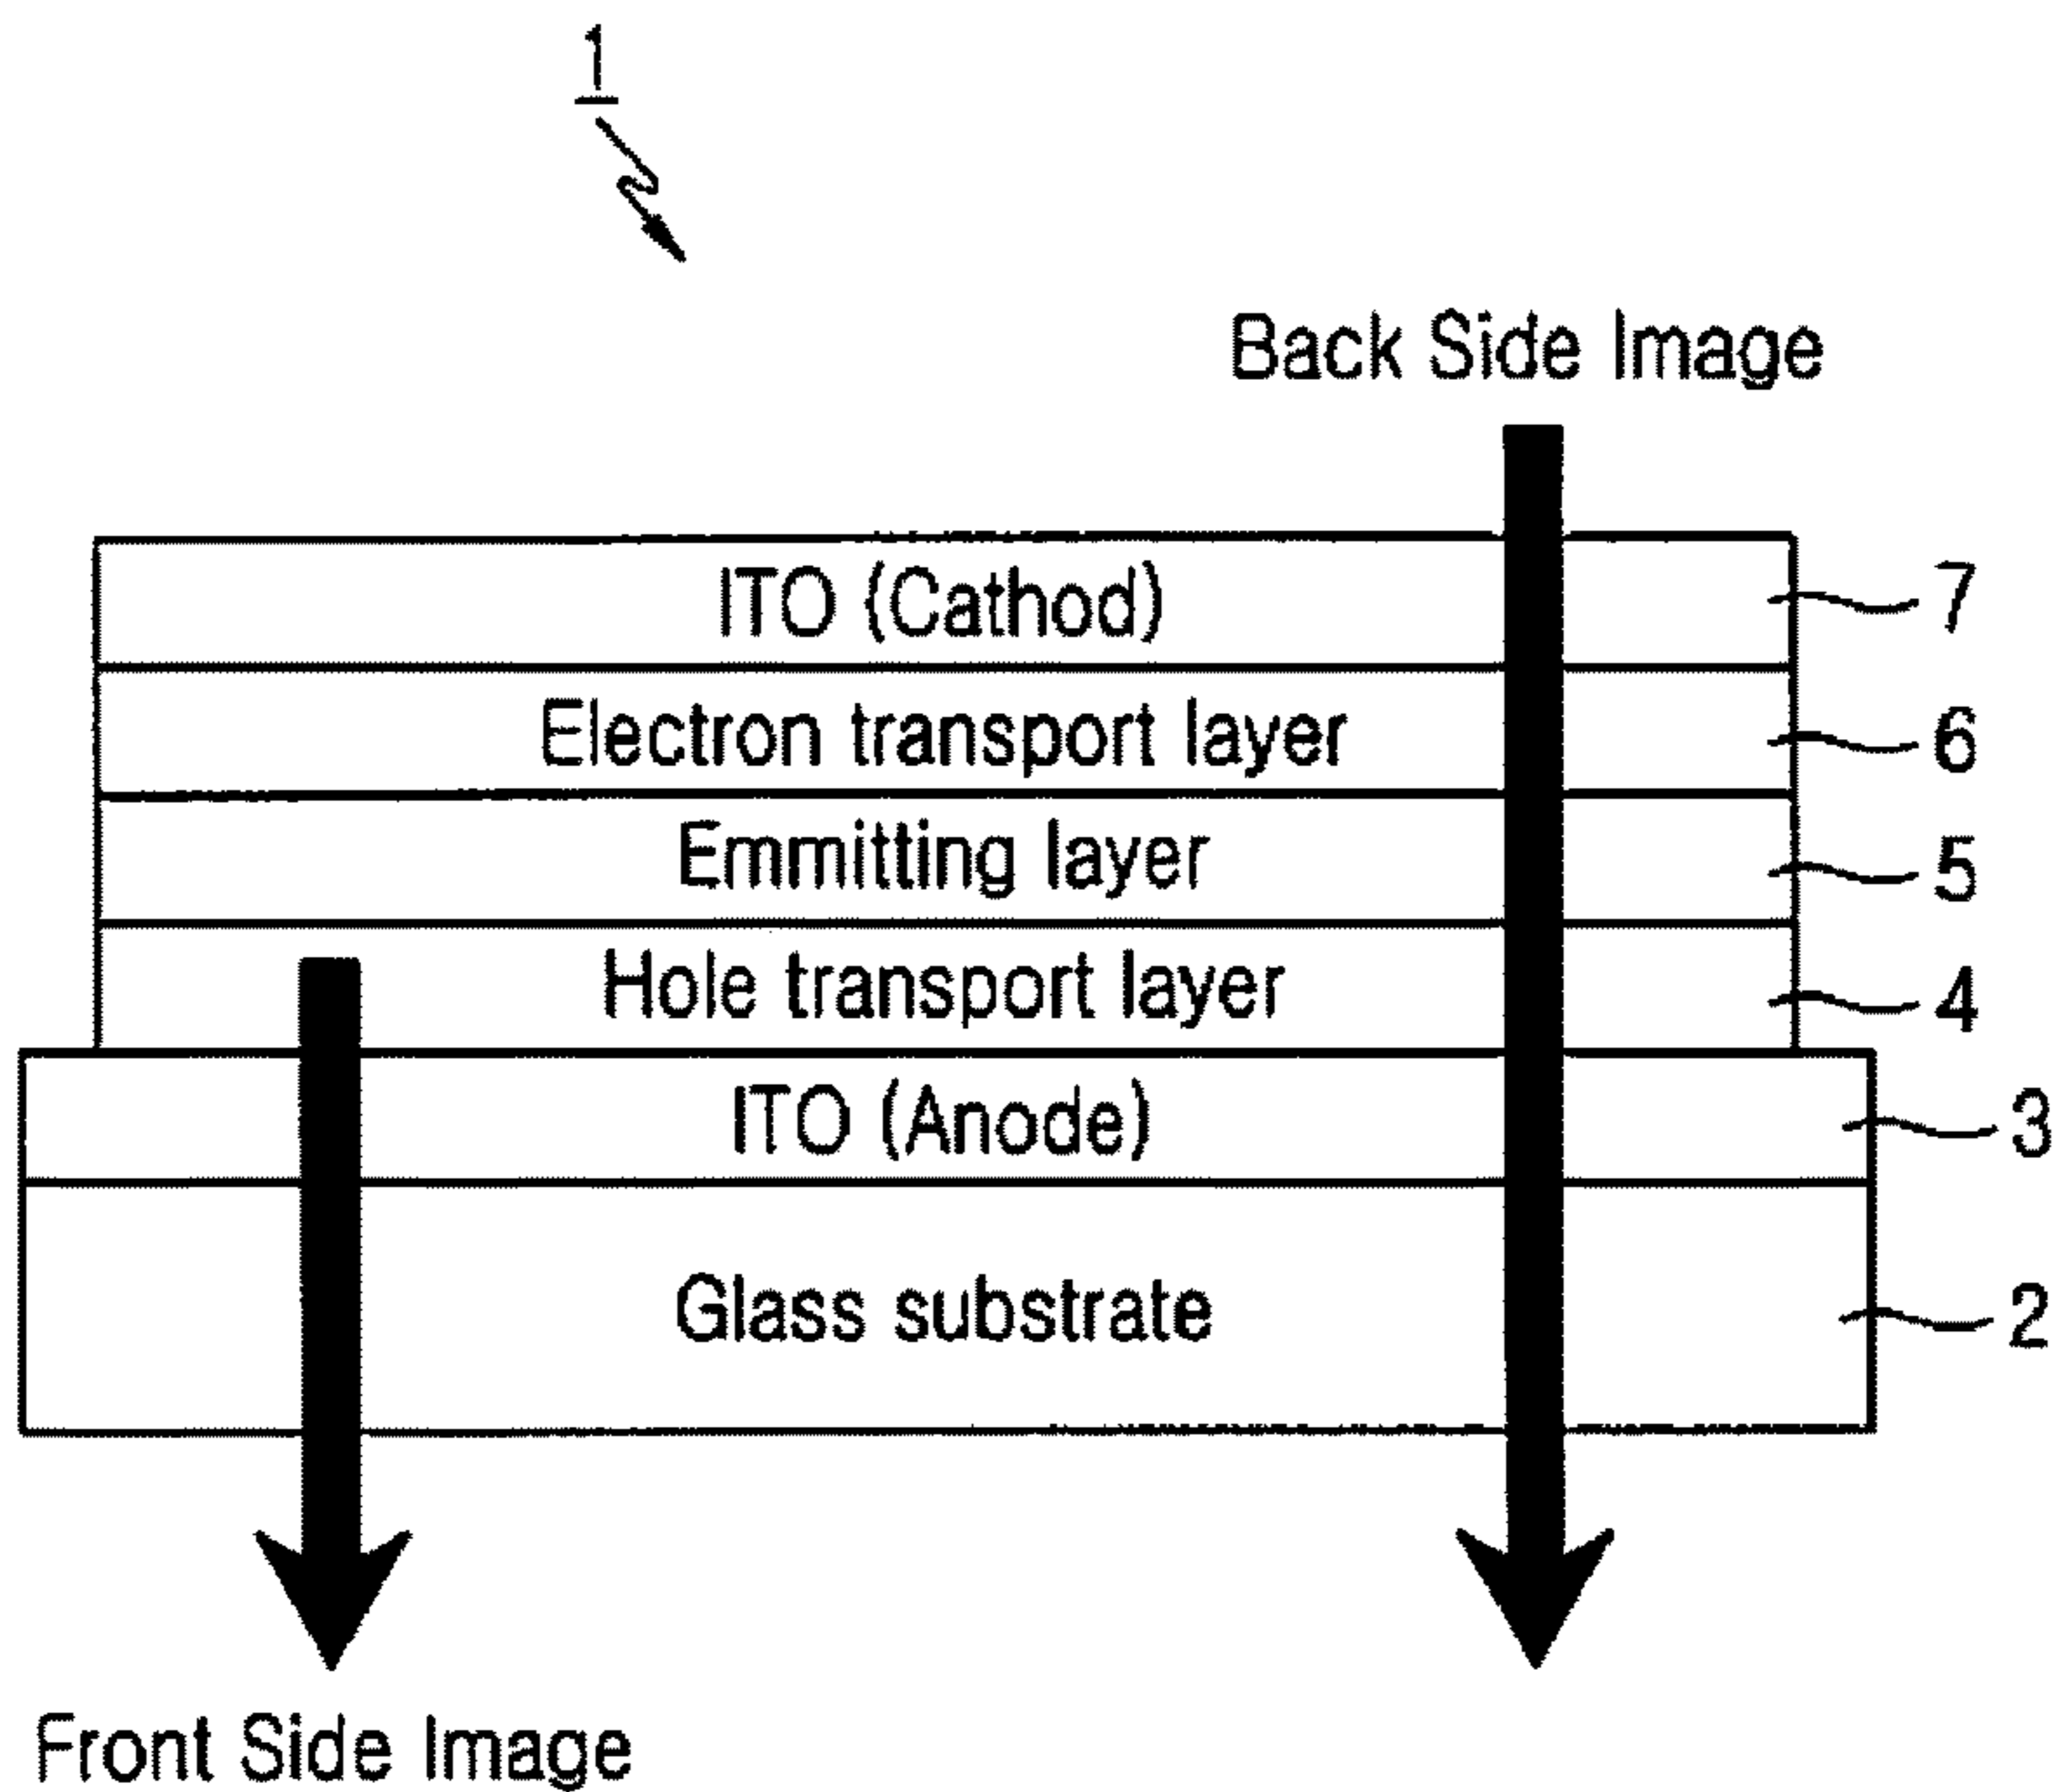 1
Back Side Image
ITO (Cathod) 7
Electron transport layer 6
Emmitting layer 5
Hole transport layer 4
ITO (Anode) 3
Glass substrate 2
Front Side Image